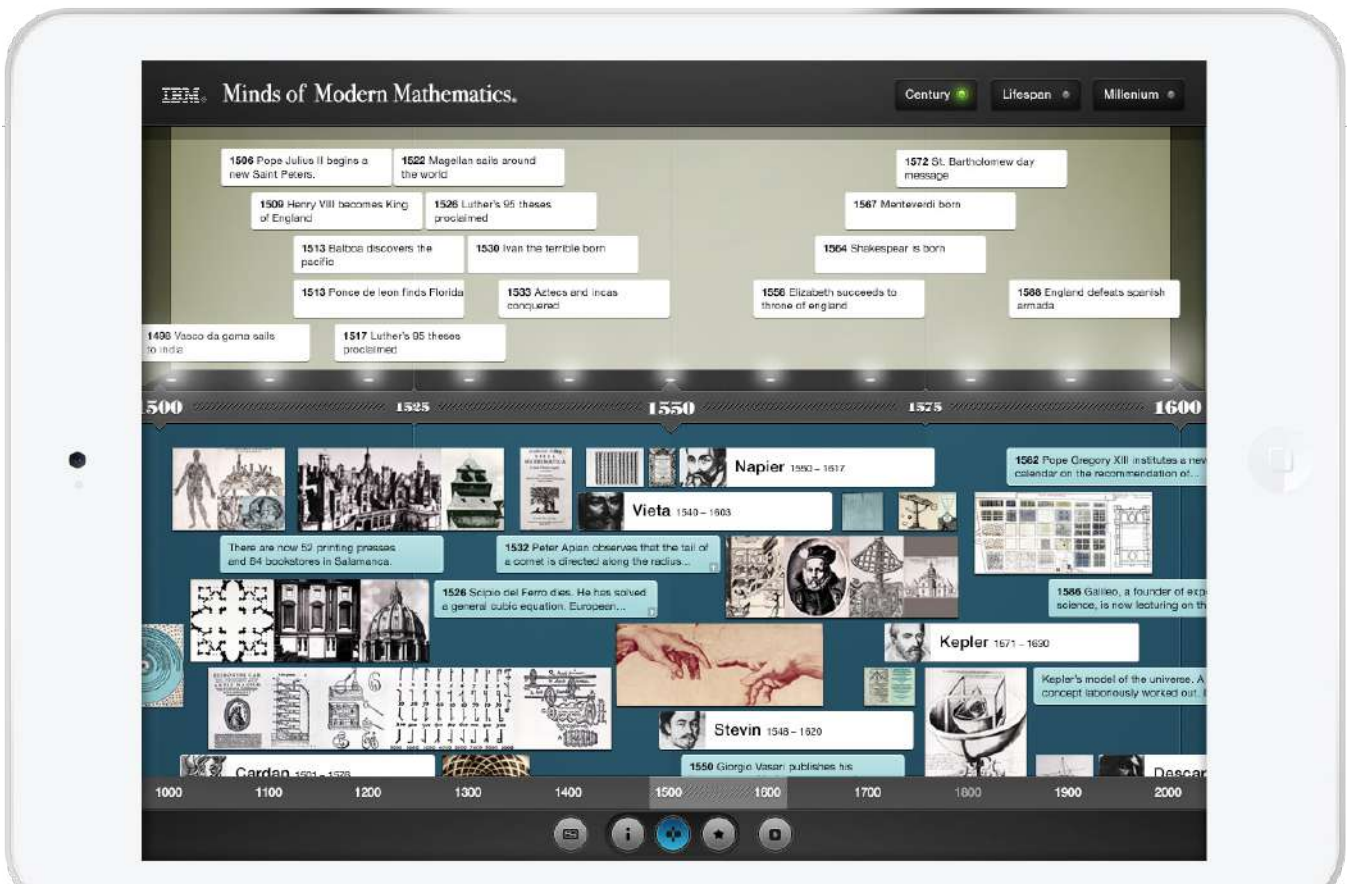 IBM. Minds of Modern Mathematics.
Century
Lifespan
Millenium
1506 Pope Julius II begins a
new Saint Peters.
1522 Magellan sails around
the world
1572 St. Bartholomew day
message
1509 Henry VIII becomes King
of England
1526 Luther's 95 theses
proclaimed
1567 Monteverdi born
1513 Balboa discovers the
pacific
1530 Ivan the terrible born
1564 Shakespear is born
1513 Ponce de leon finds Florida
1533 Aztecs and incas
conquered
1558 Elizabeth succeeds to
throne of england
1588 England defeats spanish
armada
1498 Vasco da gama sails
to india
1517 Luther's 95 theses
proclaimed
1500 1525 1550 1575 1600
Napier 1550 – 1617
1582 Pope Gregory XIII institutes a new
calendar on the recommendation of...
Vieta 1540 – 1603
There are now 52 printing presses
and 84 bookstores in Salamanca.
1532 Peter Apian observes that the tail of
a comet is directed along the radius...
1526 Scipio del Ferro dies. He has solved
a general cubic equation. European...
1586 Galileo, a founder of exp
science, is now lecturing on th
Kepler 1571 – 1630
Kepler's model of the universe. A
concept laboriously worked out.
Stevin 1548 – 1620
1550 Giorgio Vasari publishes his
Cardan 1501 – 1576
Descar
1000 1100 1200 1300 1400 1500 1600 1700 1800 1900 2000